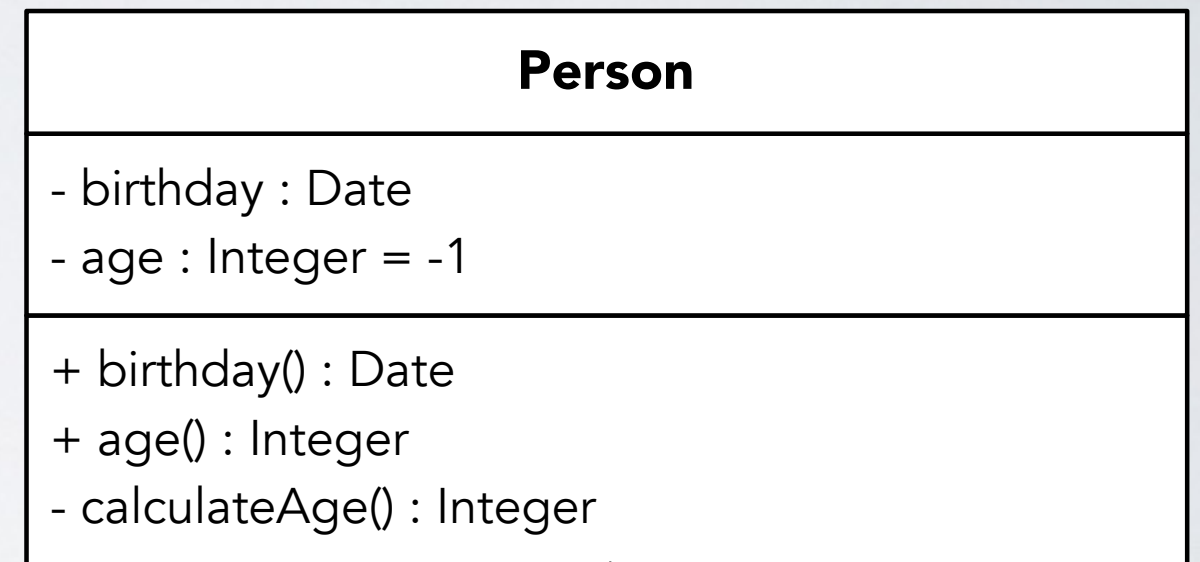 Person
- birthday : Date
- age : Integer = -1
+ birthday() : Date
+ age() : Integer
- calculateAge() : Integer